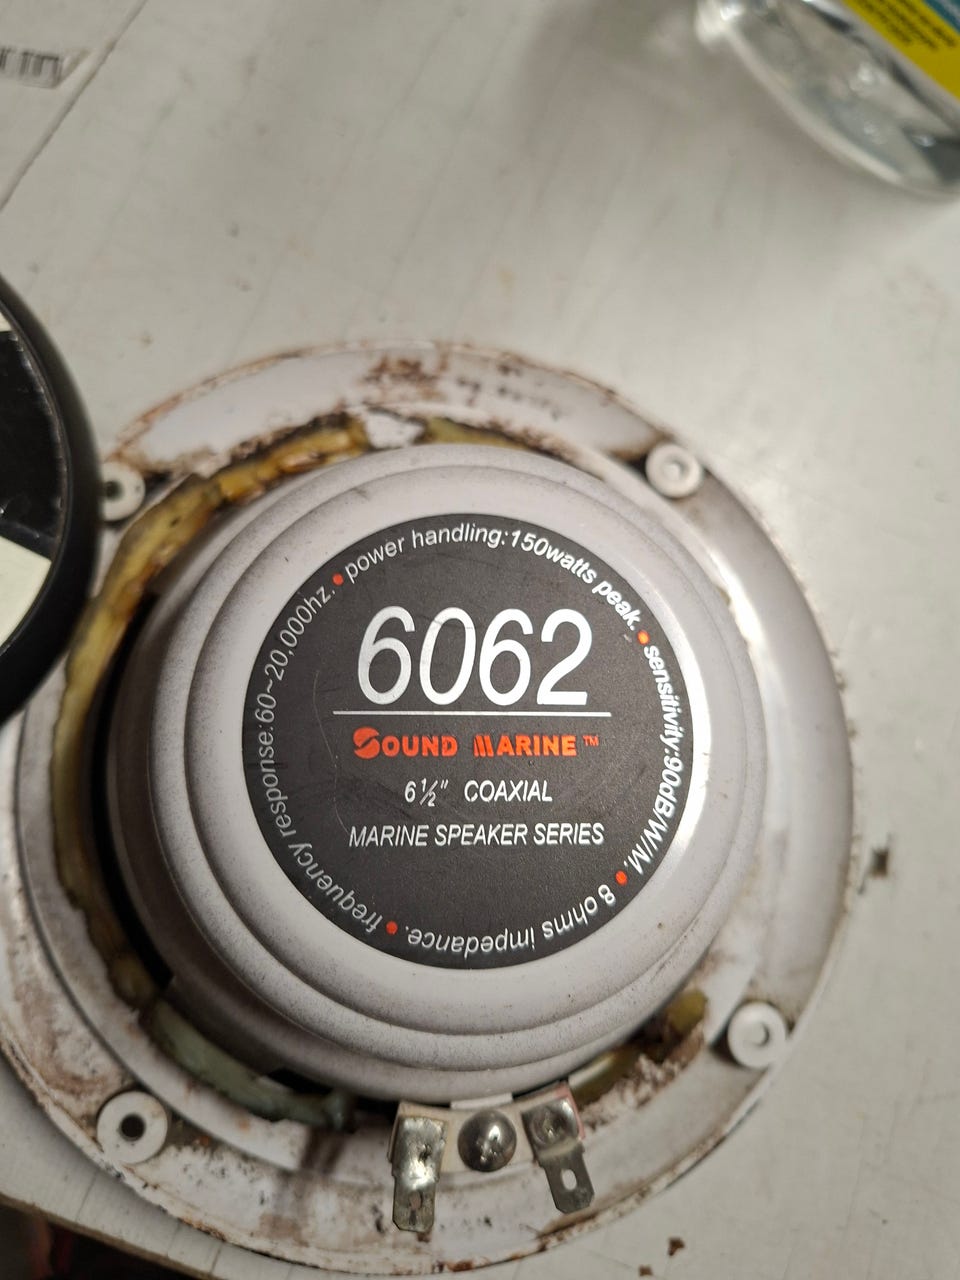 power handling:150watts peak.
sensitivity:90dB/W/M.
8 ohms impedance.
frequency response:60~20,000hz.
6062
SOUND MARINE™
6½" COAXIAL
MARINE SPEAKER SERIES